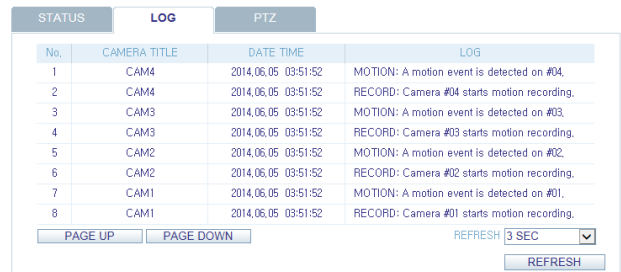 STATUS LOG PTZ
No. CAMERA TITLE DATE TIME LOG
1 CAM4 2014.06.05 03:51:52 MOTION: A motion event is detected on #04.
2 CAM4 2014.06.05 03:51:52 RECORD: Camera #04 starts motion recording.
3 CAM3 2014.06.05 03:51:52 MOTION: A motion event is detected on #03.
4 CAM3 2014.06.05 03:51:52 RECORD: Camera #03 starts motion recording.
5 CAM2 2014.06.05 03:51:52 MOTION: A motion event is detected on #02.
6 CAM2 2014.06.05 03:51:52 RECORD: Camera #02 starts motion recording.
7 CAM1 2014.06.05 03:51:52 MOTION: A motion event is detected on #01.
8 CAM1 2014.06.05 03:51:52 RECORD: Camera #01 starts motion recording.
PAGE UP PAGE DOWN REFRESH 3 SEC
REFRESH